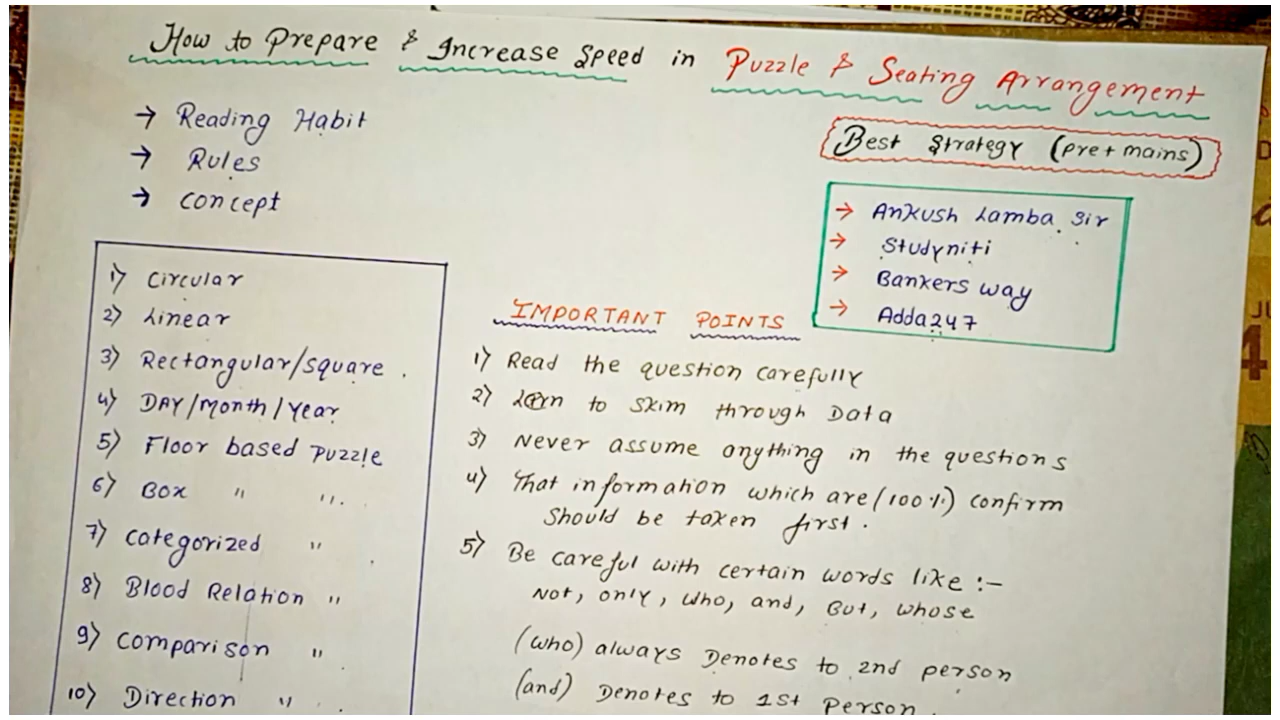 How to Prepare & Increase Speed in Puzzle & Seating Arrangement
→ Reading Habit
→ Rules
→ Concept
Best Strategy (pre + mains)
→ Ankush Lamba Sir
→ Studyniti
→ Bankers way
→ Adda247
1) Circular
2) Linear
3) Rectangular/square.
4) DAY/Month/Year
5) Floor based Puzzle
6) Box " ".
7) Categorized " .
8) Blood Relation "
9) Comparison " .
10) Direction " .
IMPORTANT POINTS
1) Read the question carefully
2) Learn to skim through Data
3) Never assume anything in the questions
4) That information which are (100%) confirm
should be taken first.
5) Be careful with certain words like :-
Not, only, who, and, But, whose
(who) always Denotes to 2nd person
(and) Denotes to 1st Person.